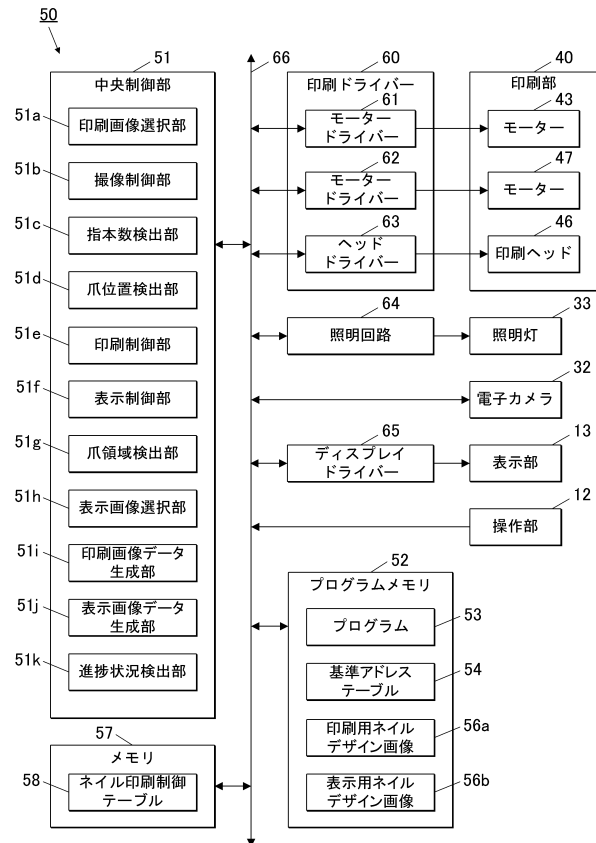 50
51
中央制御部
51a
印刷画像選択部
51b
撮像制御部
51c
指本数検出部
51d
爪位置検出部
51e
印刷制御部
51f
表示制御部
51g
爪領域検出部
51h
表示画像選択部
51i
印刷画像データ
生成部
51j
表示画像データ
生成部
51k
進捗状況検出部
57
メモリ
58
ネイル印刷制御
テーブル
66
60
印刷ドライバー
61
モーター
ドライバー
62
モーター
ドライバー
63
ヘッド
ドライバー
40
印刷部
43
モーター
47
モーター
46
印刷ヘッド
64
照明回路
33
照明灯
32
電子カメラ
65
ディスプレイ
ドライバー
13
表示部
12
操作部
52
プログラムメモリ
53
プログラム
54
基準アドレス
テーブル
56a
印刷用ネイル
デザイン画像
56b
表示用ネイル
デザイン画像